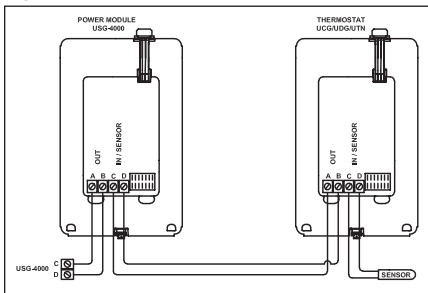 POWER MODULE
USG-4000
THERMOSTAT
UCG/UDG/UTN
OUT
IN / SENSOR
A B C D
OUT
IN / SENSOR
A B C D
USG-4000
C
D
SENSOR